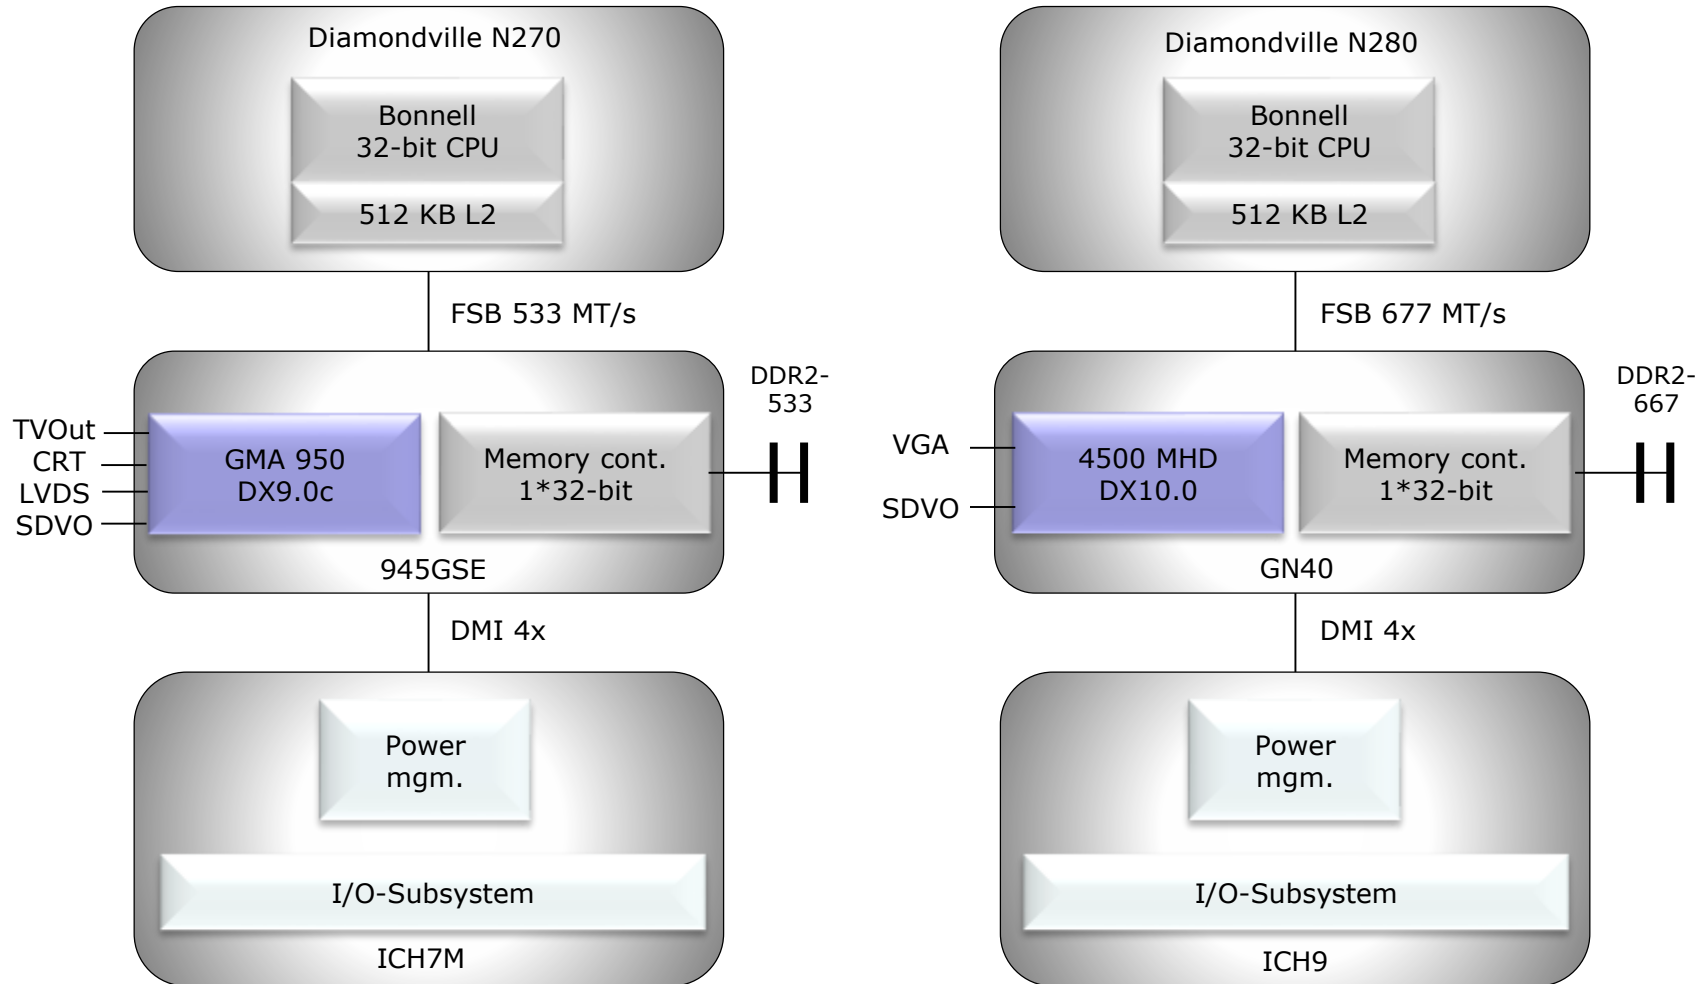 Diamondville N270
Bonnell
32-bit CPU
512 KB L2
FSB 533 MT/s
DDR2-
533
TVOut
CRT
LVDS
SDVO
GMA 950
DX9.0c
Memory cont.
1*32-bit
945GSE
DMI 4x
Power
mgm.
I/O-Subsystem
ICH7M
Diamondville N280
Bonnell
32-bit CPU
512 KB L2
FSB 677 MT/s
DDR2-
667
VGA
SDVO
4500 MHD
DX10.0
Memory cont.
1*32-bit
GN40
DMI 4x
Power
mgm.
I/O-Subsystem
ICH9